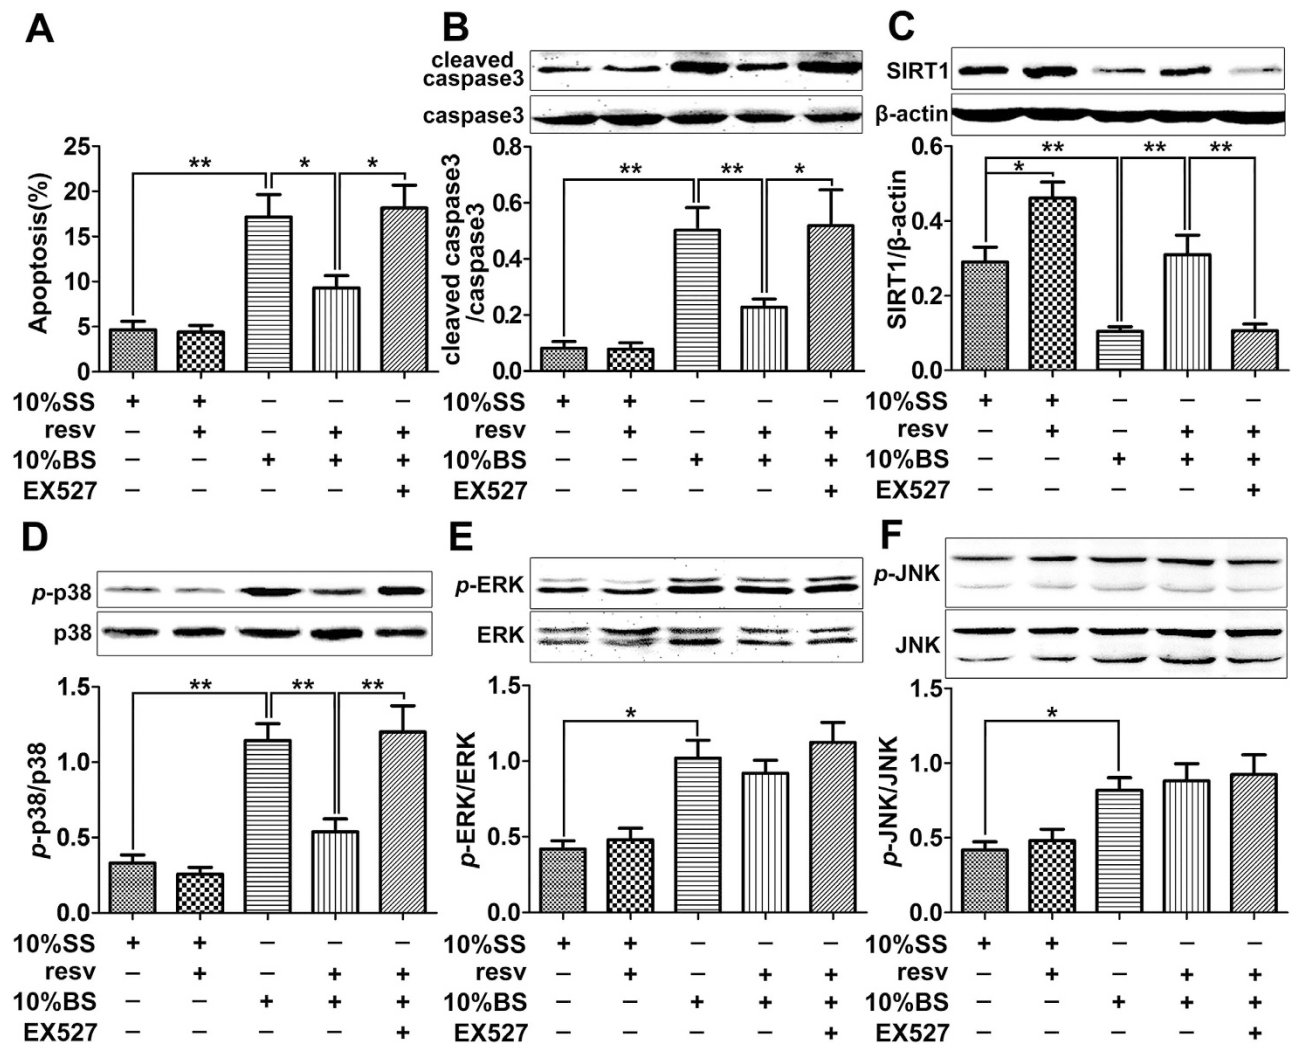 A
25
20
15
10
5
0
Apoptosis(%)
** * *
10%SS + + – – –
resv – + – + +
10%BS – – + + +
EX527 – – – – +
B
cleaved
caspase3
caspase3
0.8
0.6
0.4
0.2
0.0
cleaved caspase3
/caspase3
** ** *
10%SS + + – – –
resv – + – + +
10%BS – – + + +
EX527 – – – – +
C
SIRT1
β-actin
0.6
0.4
0.2
0.0
SIRT1/β-actin
** ** **
*
10%SS + + – – –
resv – + – + +
10%BS – – + + +
EX527 – – – – +
D
p-p38
p38
1.5
1.0
0.5
0.0
p-p38/p38
** ** **
10%SS + + – – –
resv – + – + +
10%BS – – + + +
EX527 – – – – +
E
p-ERK
ERK
1.5
1.0
0.5
0.0
p-ERK/ERK
*
10%SS + + – – –
resv – + – + +
10%BS – – + + +
EX527 – – – – +
F
p-JNK
JNK
1.5
1.0
0.5
0.0
p-JNK/JNK
*
10%SS + + – – –
resv – + – + +
10%BS – – + + +
EX527 – – – – +